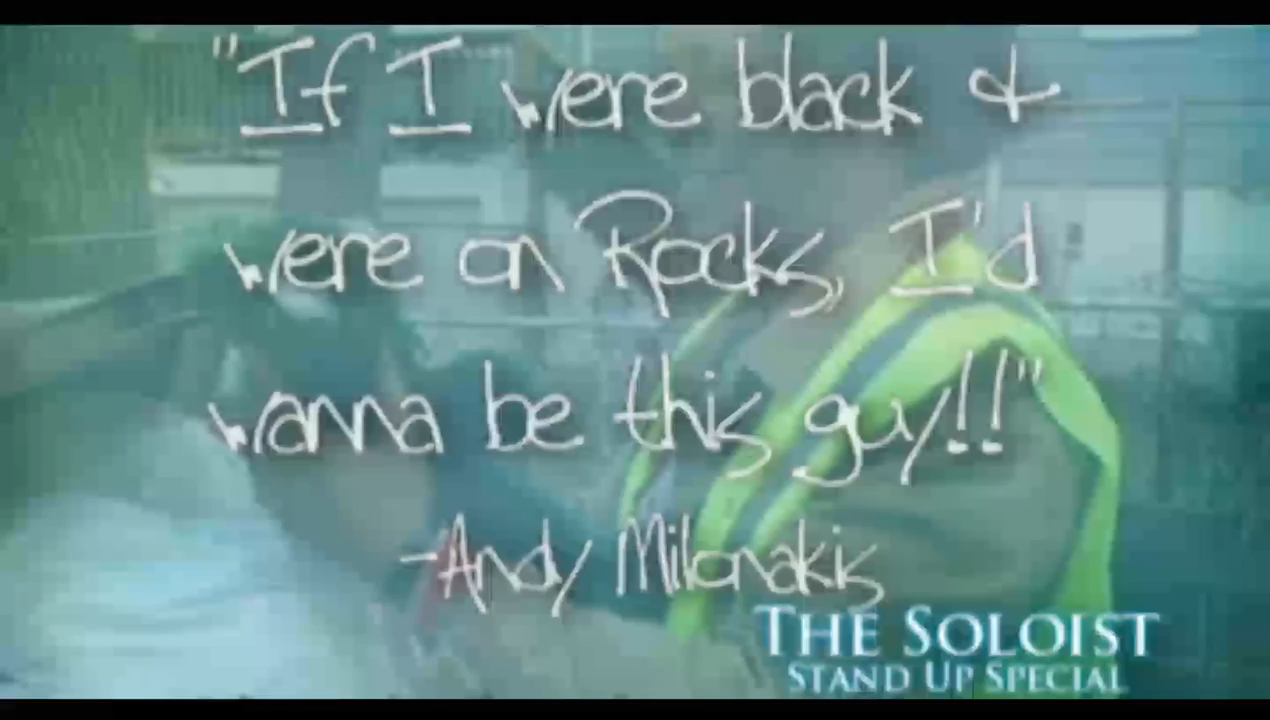 "If I were black &
were on Rocks, I'd
wanna be this guy!!"
-Andy Milonakis
THE SOLOIST
STAND UP SPECIAL